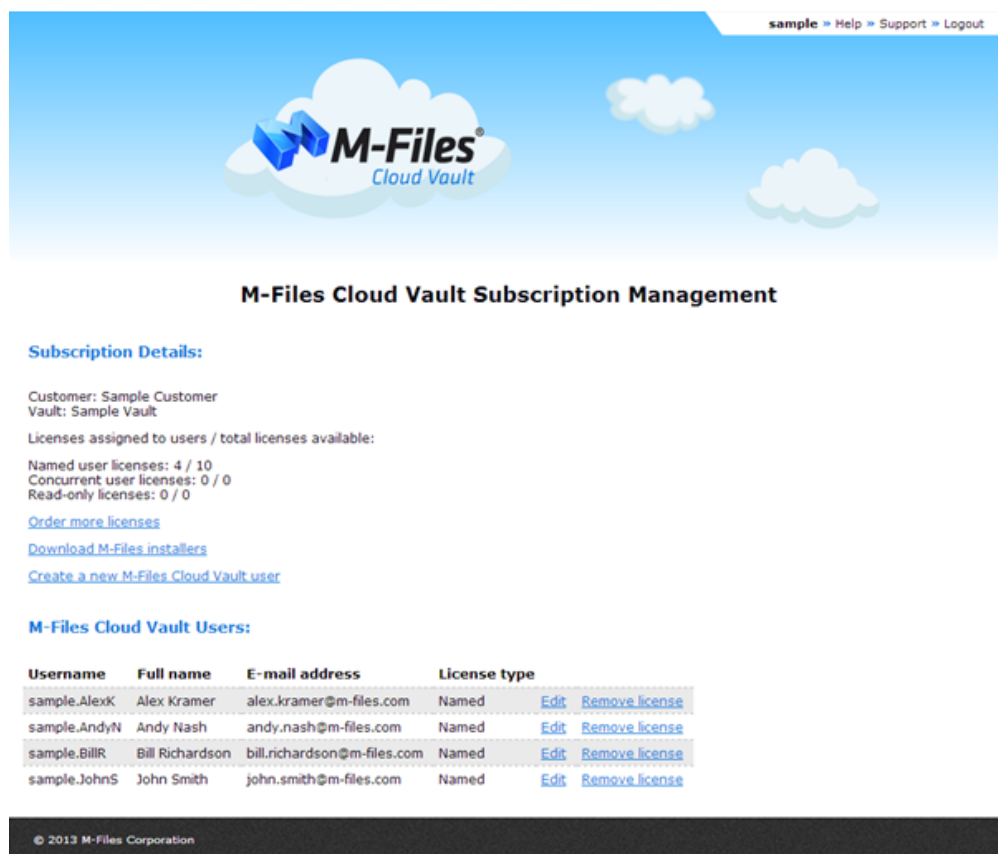 sample » Help » Support » Logout
M-Files®
Cloud Vault
M-Files Cloud Vault Subscription Management
Subscription Details:
Customer: Sample Customer
Vault: Sample Vault
Licenses assigned to users / total licenses available:
Named user licenses: 4 / 10
Concurrent user licenses: 0 / 0
Read-only licenses: 0 / 0
Order more licenses
Download M-Files installers
Create a new M-Files Cloud Vault user
M-Files Cloud Vault Users:
Username Full name E-mail address License type
sample.AlexK Alex Kramer alex.kramer@m-files.com Named Edit Remove license
sample.AndyN Andy Nash andy.nash@m-files.com Named Edit Remove license
sample.BillR Bill Richardson bill.richardson@m-files.com Named Edit Remove license
sample.JohnS John Smith john.smith@m-files.com Named Edit Remove license
© 2013 M-Files Corporation